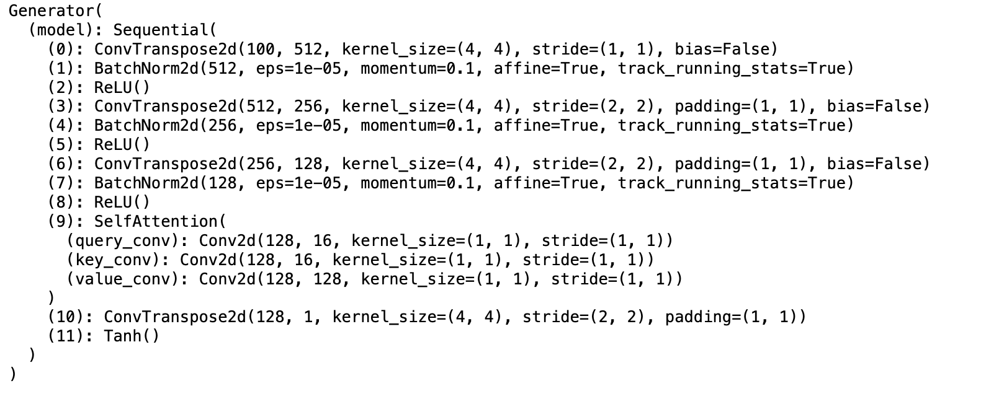 Generator(
  (model): Sequential(
    (0): ConvTranspose2d(100, 512, kernel_size=(4, 4), stride=(1, 1), bias=False)
    (1): BatchNorm2d(512, eps=1e-05, momentum=0.1, affine=True, track_running_stats=True)
    (2): ReLU()
    (3): ConvTranspose2d(512, 256, kernel_size=(4, 4), stride=(2, 2), padding=(1, 1), bias=False)
    (4): BatchNorm2d(256, eps=1e-05, momentum=0.1, affine=True, track_running_stats=True)
    (5): ReLU()
    (6): ConvTranspose2d(256, 128, kernel_size=(4, 4), stride=(2, 2), padding=(1, 1), bias=False)
    (7): BatchNorm2d(128, eps=1e-05, momentum=0.1, affine=True, track_running_stats=True)
    (8): ReLU()
    (9): SelfAttention(
      (query_conv): Conv2d(128, 16, kernel_size=(1, 1), stride=(1, 1))
      (key_conv): Conv2d(128, 16, kernel_size=(1, 1), stride=(1, 1))
      (value_conv): Conv2d(128, 128, kernel_size=(1, 1), stride=(1, 1))
    )
    (10): ConvTranspose2d(128, 1, kernel_size=(4, 4), stride=(2, 2), padding=(1, 1))
    (11): Tanh()
  )
)